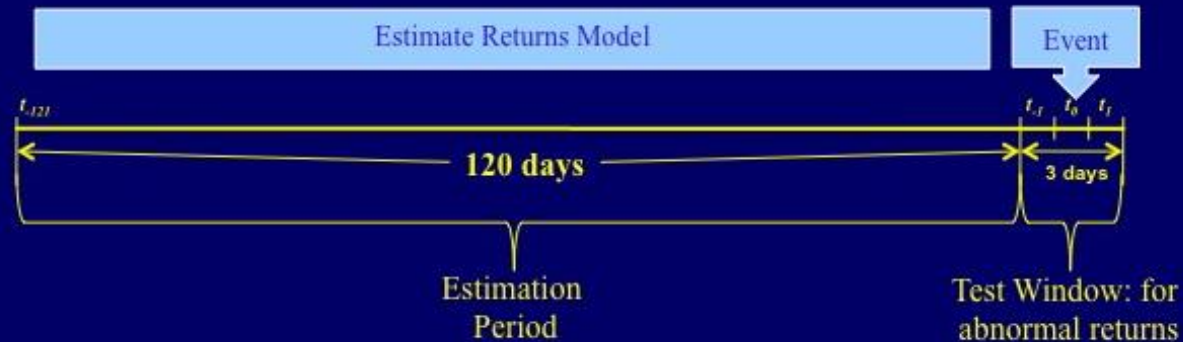 Estimate Returns Model
Event
t-121
t-1 t0 t1
120 days
3 days
Estimation
Period
Test Window: for
abnormal returns